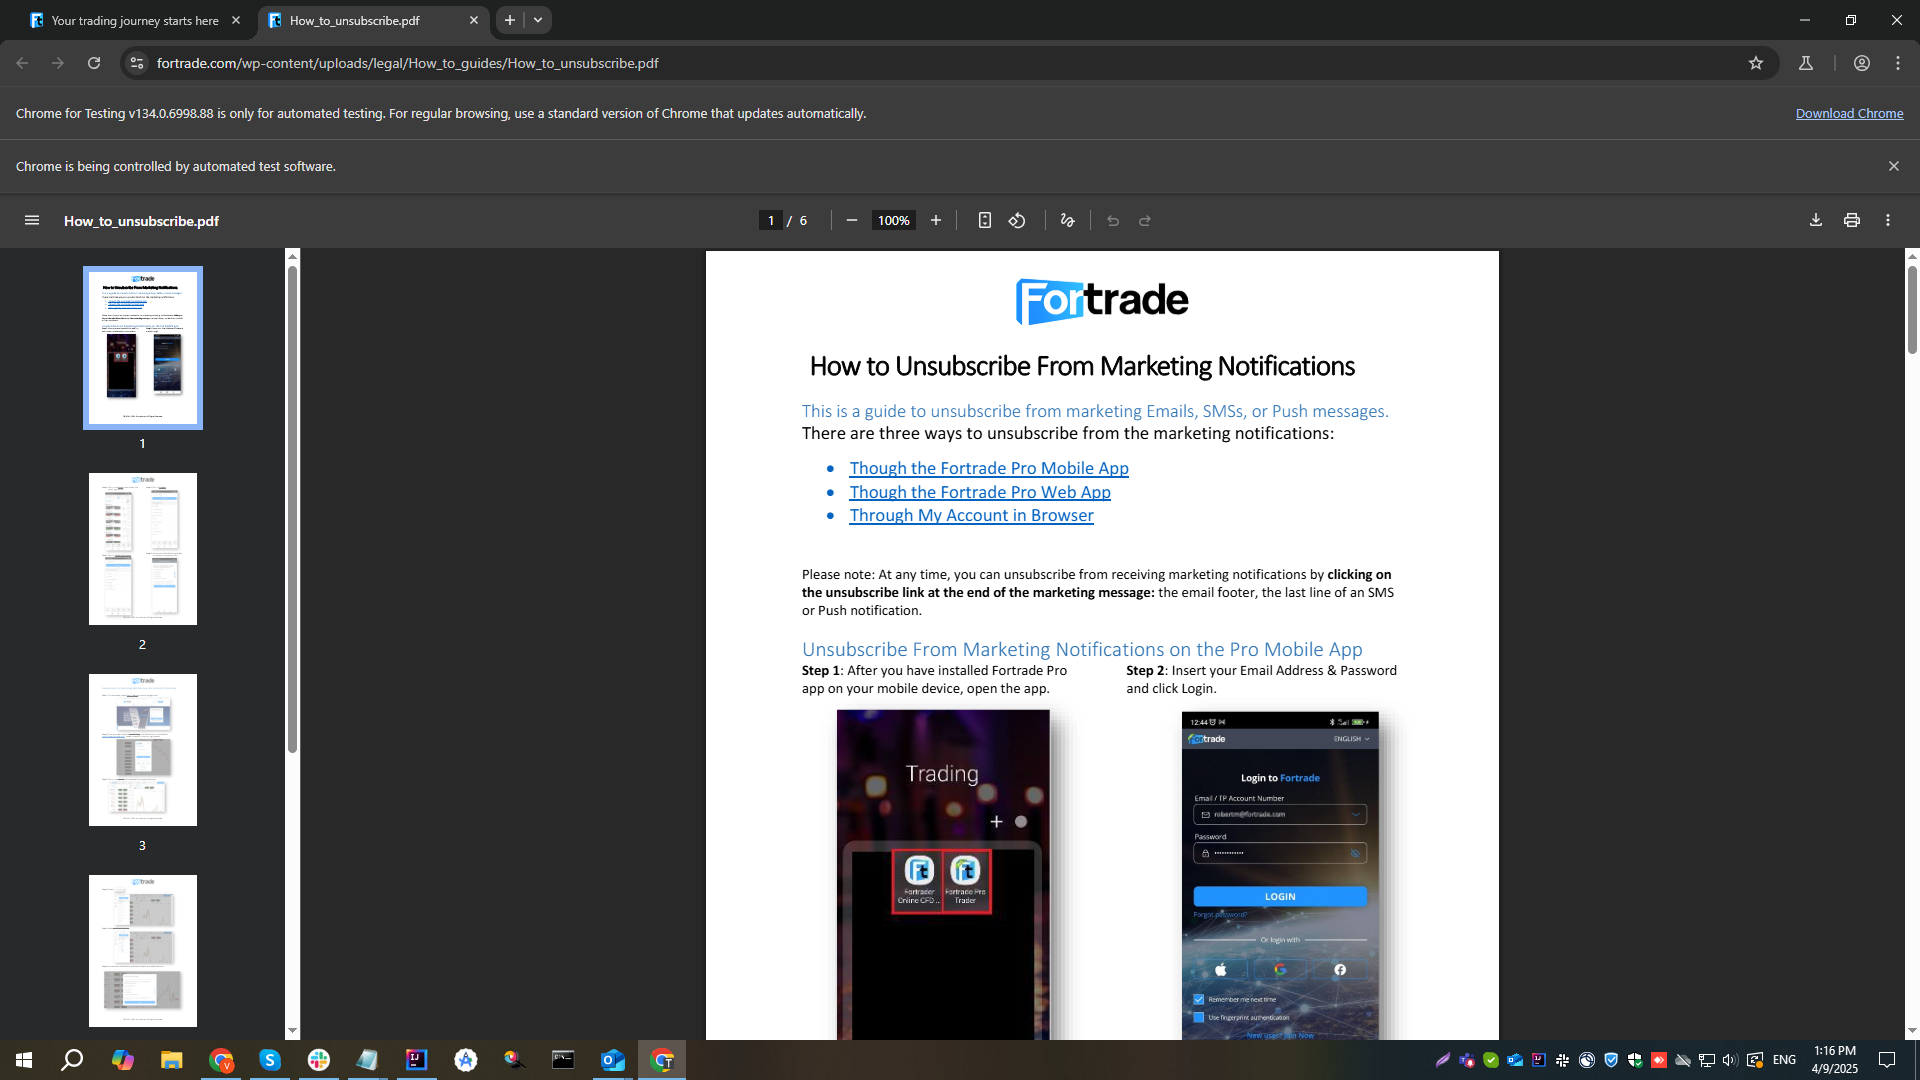 Your trading journey starts here
How_to_unsubscribe.pdf
fortrade.com/wp-content/uploads/legal/How_to_guides/How_to_unsubscribe.pdf
Chrome for Testing v134.0.6998.88 is only for automated testing. For regular browsing, use a standard version of Chrome that updates automatically.
Download Chrome
Chrome is being controlled by automated test software.
How_to_unsubscribe.pdf
1 / 6
100%
1
2
3
Fortrade
How to Unsubscribe From Marketing Notifications
This is a guide to unsubscribe from marketing Emails, SMSs, or Push messages.
There are three ways to unsubscribe from the marketing notifications:
• Though the Fortrade Pro Mobile App
• Though the Fortrade Pro Web App
• Through My Account in Browser
Please note: At any time, you can unsubscribe from receiving marketing notifications by clicking on
the unsubscribe link at the end of the marketing message: the email footer, the last line of an SMS
or Push notification.
Unsubscribe From Marketing Notifications on the Pro Mobile App
Step 1: After you have installed Fortrade Pro
app on your mobile device, open the app.
Step 2: Insert your Email Address & Password
and click Login.
Trading
Fortrader
Online CFD ...
Fortrade Pro
Trader
12:44
Fortrade
ENGLISH
Login to Fortrade
Email / TP Account Number
robertm@fortrade.com
Password
LOGIN
Forgot password?
Or login with
Remember me next time
Use fingerprint authentication
New user? Join Now
ENG
1:16 PM
4/9/2025